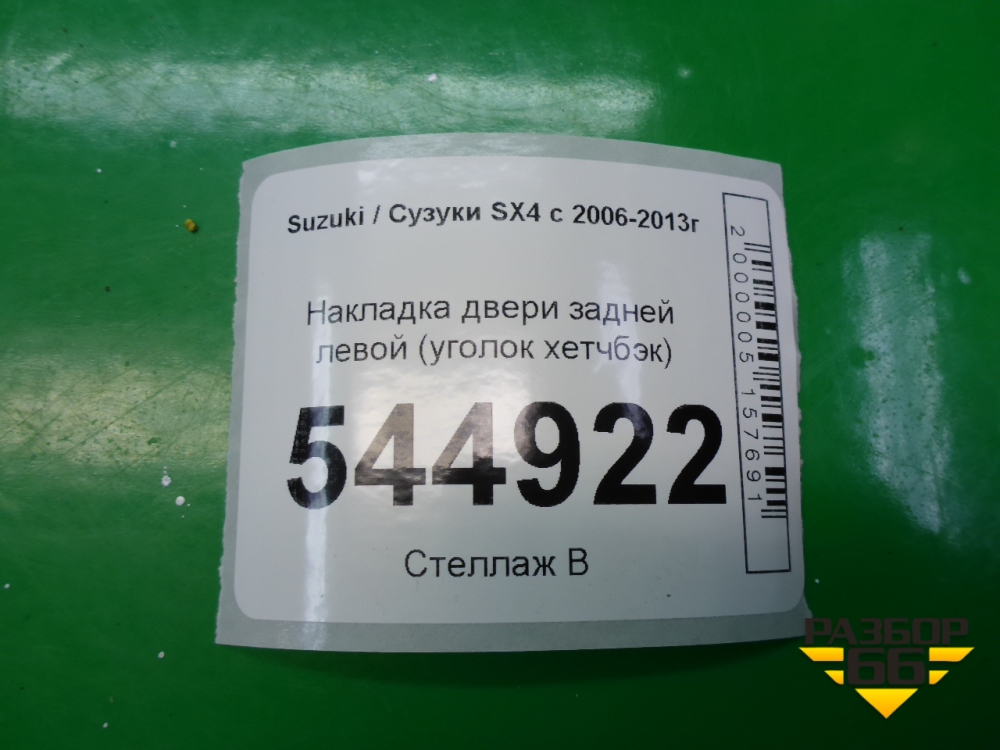 Suzuki / Сузуки SX4 с 2006-2013г
Накладка двери задней
левой (уголок хетчбэк)
544922
Стеллаж В
2000005157691
РАЗБОР
66